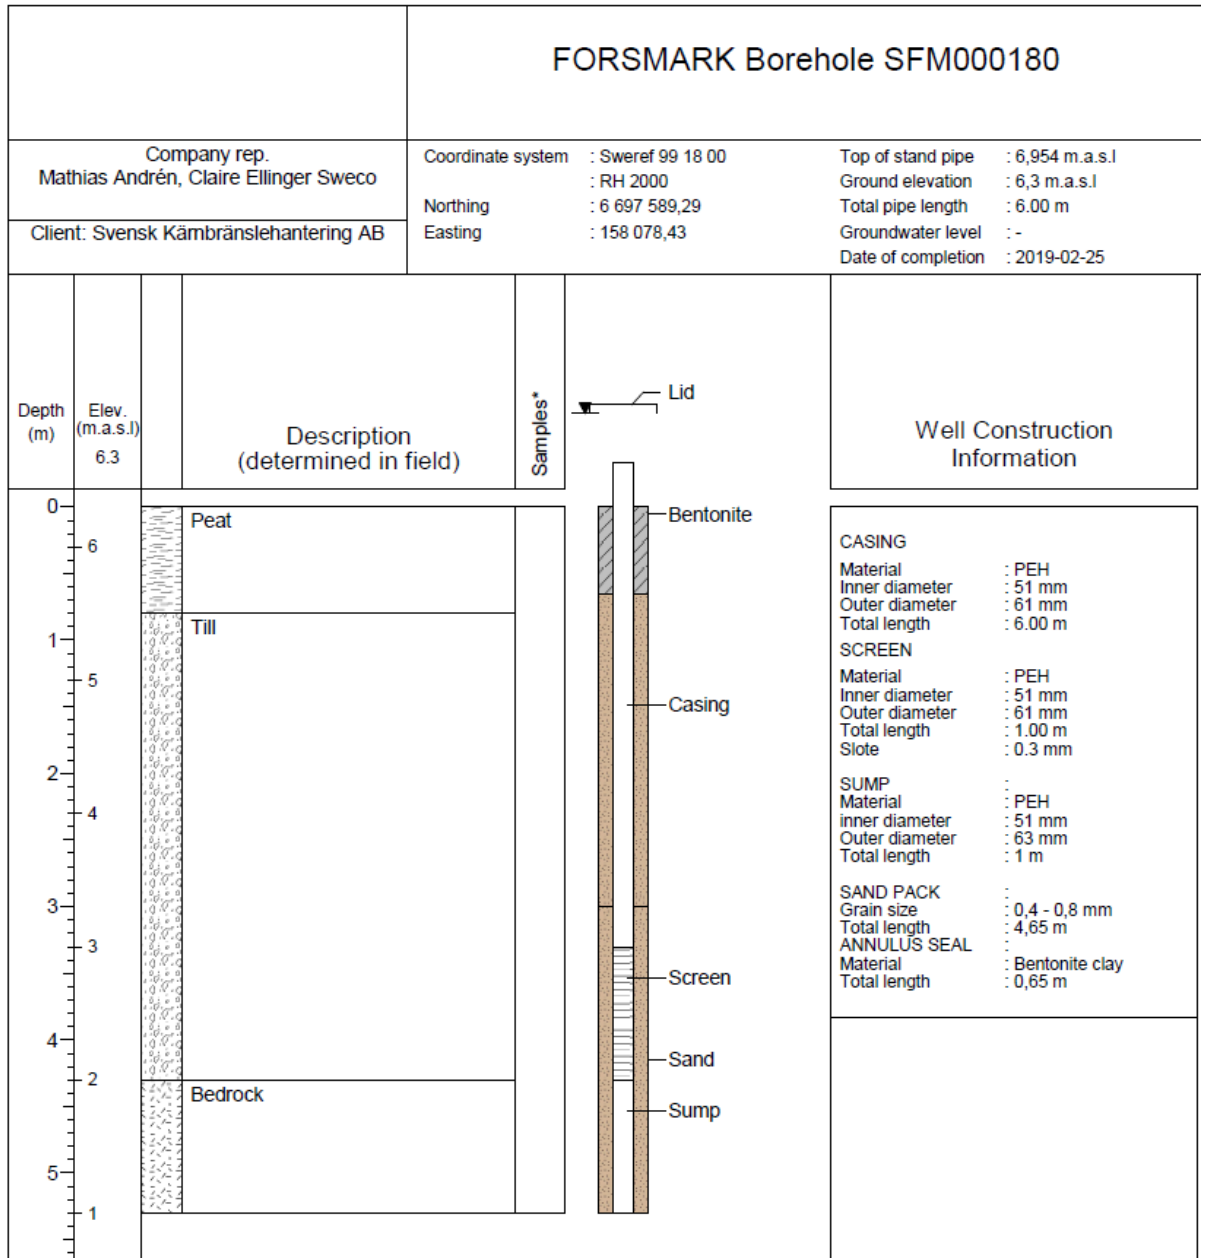 FORSMARK Borehole SFM000180
Company rep.
Mathias Andrén, Claire Ellinger Sweco
Client: Svensk Kärnbränslehantering AB
Coordinate system : Sweref 99 18 00
: RH 2000
Northing : 6 697 589,29
Easting : 158 078,43
Top of stand pipe : 6,954 m.a.s.l
Ground elevation : 6,3 m.a.s.l
Total pipe length : 6.00 m
Groundwater level : -
Date of completion : 2019-02-25
Depth
(m)
Elev.
(m.a.s.l)
6.3
Description
(determined in field)
Samples*
Lid
Well Construction
Information
0
1
2
3
4
5
6
5
4
3
2
1
Peat
Till
Bedrock
Bentonite
Casing
Screen
Sand
Sump
CASING
Material : PEH
Inner diameter : 51 mm
Outer diameter : 61 mm
Total length : 6.00 m
SCREEN
Material : PEH
Inner diameter : 51 mm
Outer diameter : 61 mm
Total length : 1.00 m
Slote : 0.3 mm
SUMP :
Material : PEH
inner diameter : 51 mm
Outer diameter : 63 mm
Total length : 1 m
SAND PACK :
Grain size : 0,4 - 0,8 mm
Total length : 4,65 m
ANNULUS SEAL :
Material : Bentonite clay
Total length : 0,65 m